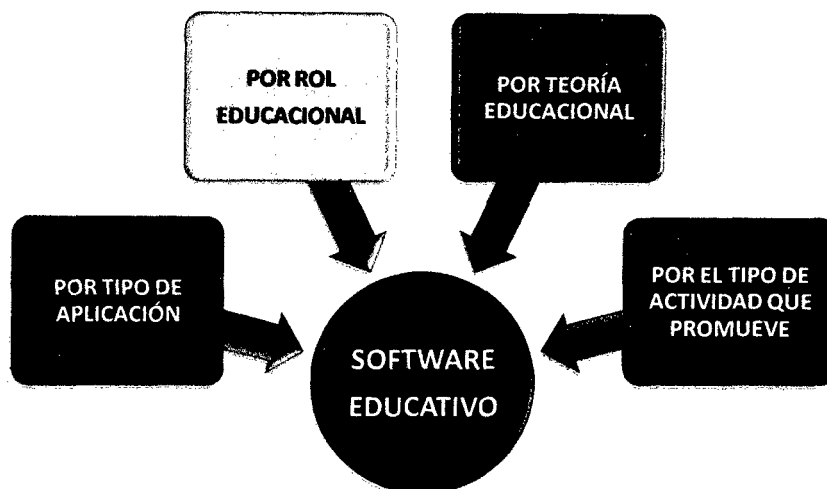 POR ROL
EDUCACIONAL
POR TEORÍA
EDUCACIONAL
POR TIPO DE
APLICACIÓN
POR EL TIPO DE
ACTIVIDAD QUE
PROMUEVE
SOFTWARE
EDUCATIVO